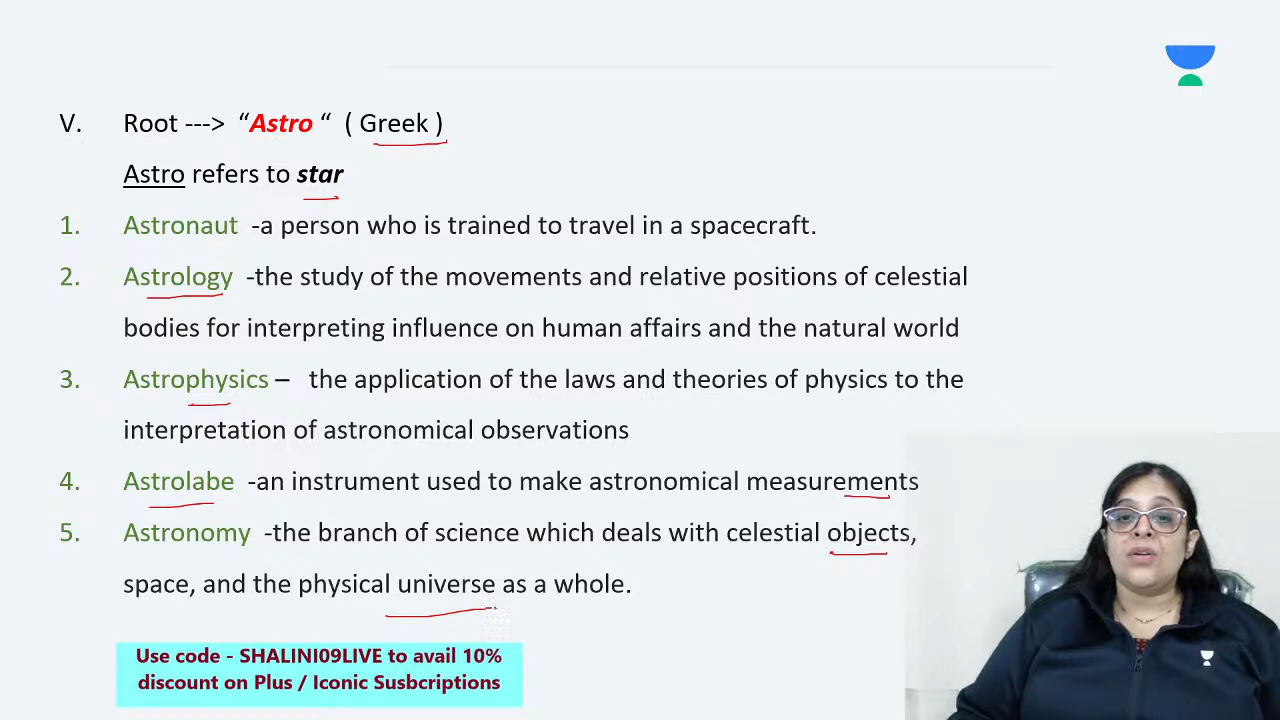 V. Root ---> “Astro “ ( Greek )
Astro refers to star
1. Astronaut -a person who is trained to travel in a spacecraft.
2. Astrology -the study of the movements and relative positions of celestial
bodies for interpreting influence on human affairs and the natural world
3. Astrophysics – the application of the laws and theories of physics to the
interpretation of astronomical observations
4. Astrolabe -an instrument used to make astronomical measurements
5. Astronomy -the branch of science which deals with celestial objects,
space, and the physical universe as a whole.
Use code - SHALINI09LIVE to avail 10%
discount on Plus / Iconic Susbcriptions